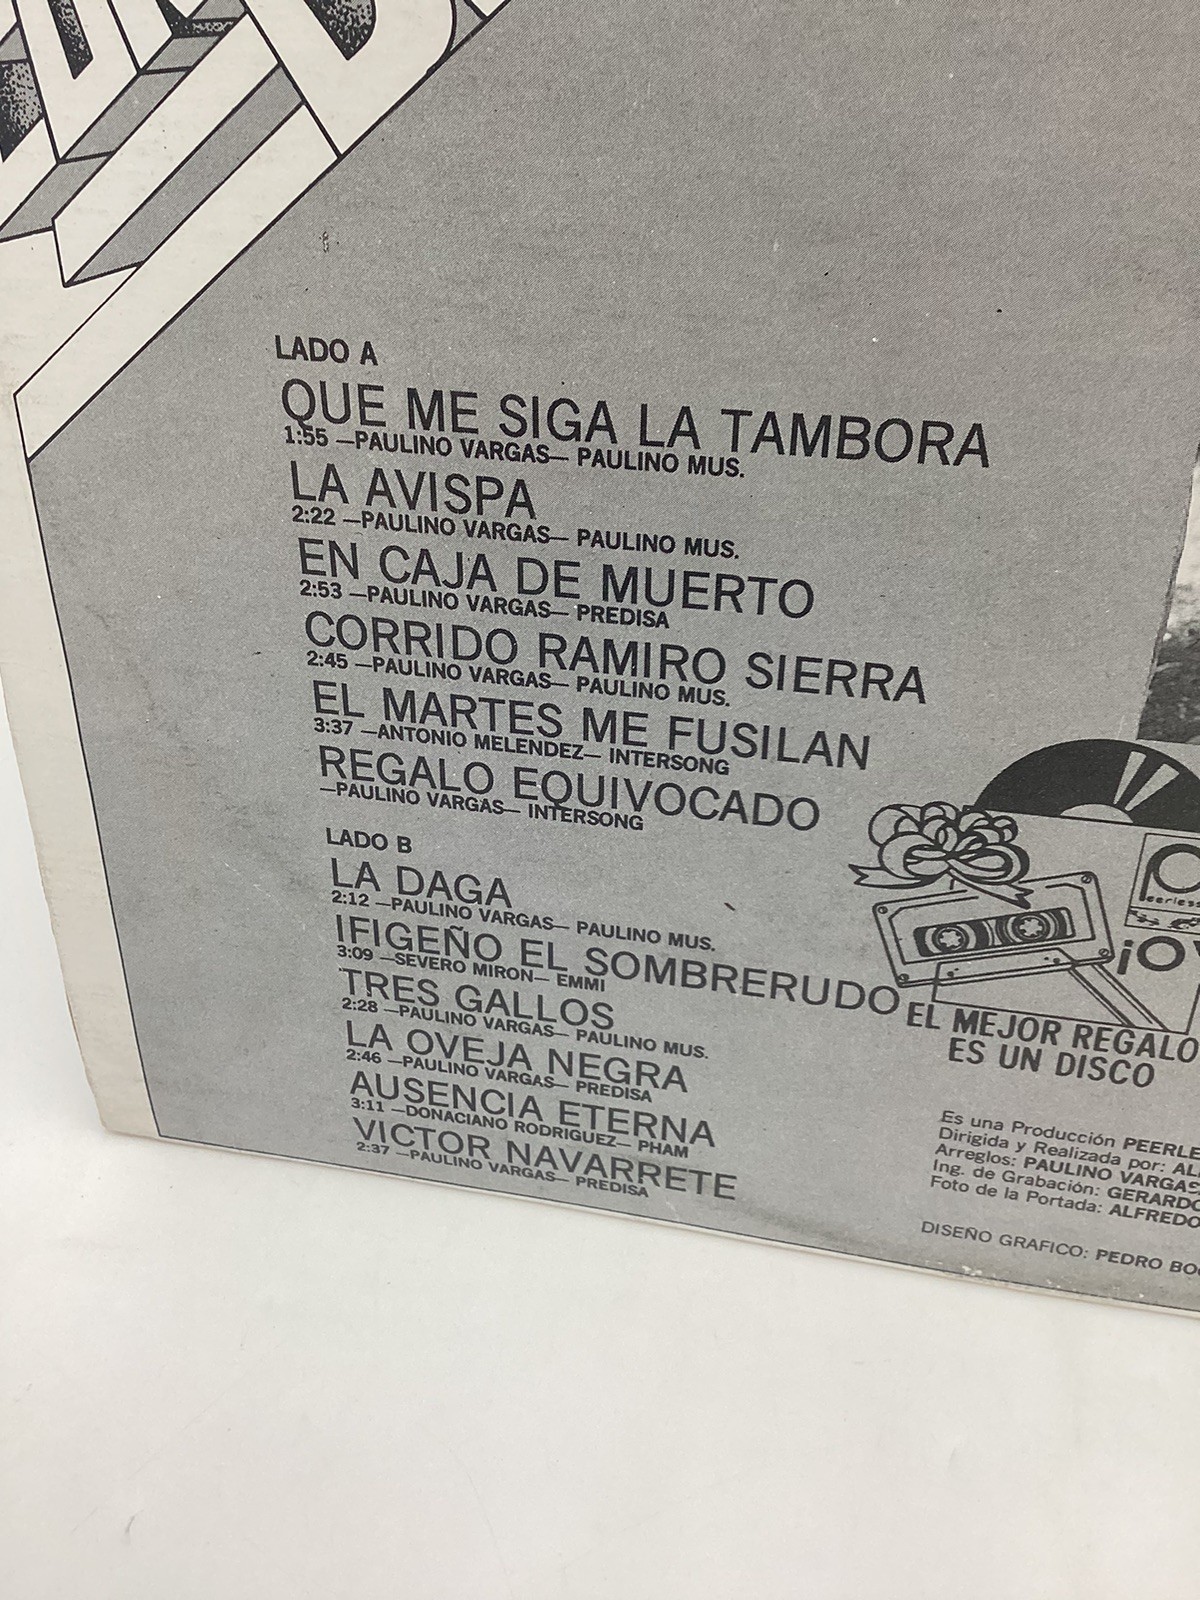 LADO A
QUE ME SIGA LA TAMBORA
1:55 —PAULINO VARGAS— PAULINO MUS.
LA AVISPA
2:22 —PAULINO VARGAS— PAULINO MUS.
EN CAJA DE MUERTO
2:53 —PAULINO VARGAS— PREDISA
CORRIDO RAMIRO SIERRA
2:45 —PAULINO VARGAS— PAULINO MUS.
EL MARTES ME FUSILAN
3:37 —ANTONIO MELENDEZ— INTERSONG
REGALO EQUIVOCADO
—PAULINO VARGAS— INTERSONG
LADO B
LA DAGA
2:12 —PAULINO VARGAS— PAULINO MUS.
IFIGEÑO EL SOMBRERUDO
3:09 —SEVERO MIRON— EMMI
TRES GALLOS
2:28 —PAULINO VARGAS— PAULINO MUS.
LA OVEJA NEGRA
2:46 —PAULINO VARGAS— PREDISA
AUSENCIA ETERNA
3:11 —DONACIANO RODRIGUEZ— PHAM
VICTOR NAVARRETE
2:37 —PAULINO VARGAS— PREDISA
Peerless
EL MEJOR REGALO
ES UN DISCO
Es una Producción
Dirigida y Realizada por:
Arreglos: PAULINO VARGAS
Ing. de Grabación: GERARDO
Foto de la Portada: ALFREDO
DISEÑO GRAFICO: PEDRO